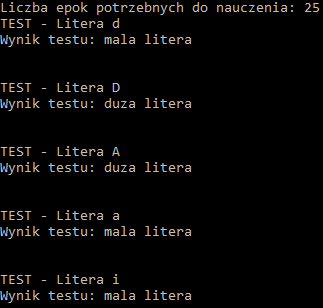 Liczba epok potrzebnych do nauczenia: 25
TEST - Litera d
Wynik testu: mala litera
TEST - Litera D
Wynik testu: duza litera
TEST - Litera A
Wynik testu: duza litera
TEST - Litera a
Wynik testu: mala litera
TEST - Litera i
Wynik testu: mala litera